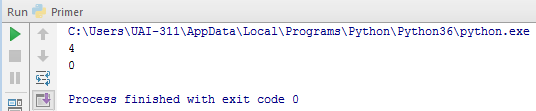 Run Primer
C:\Users\UAI-311\AppData\Local\Programs\Python\Python36\python.exe
4
0
Process finished with exit code 0